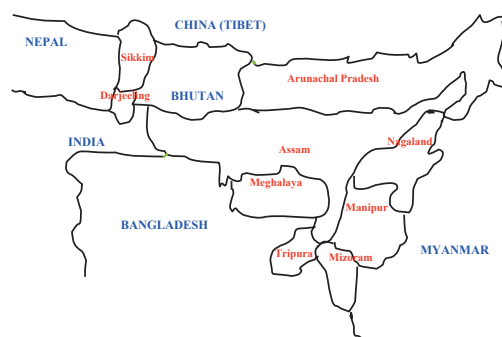 CHINA (TIBET)
NEPAL
Sikkim
Arunachal Pradesh
Darjeeling
BHUTAN
INDIA
Assam
Nagaland
Meghalaya
Manipur
BANGLADESH
MYANMAR
Tripura
Mizoram